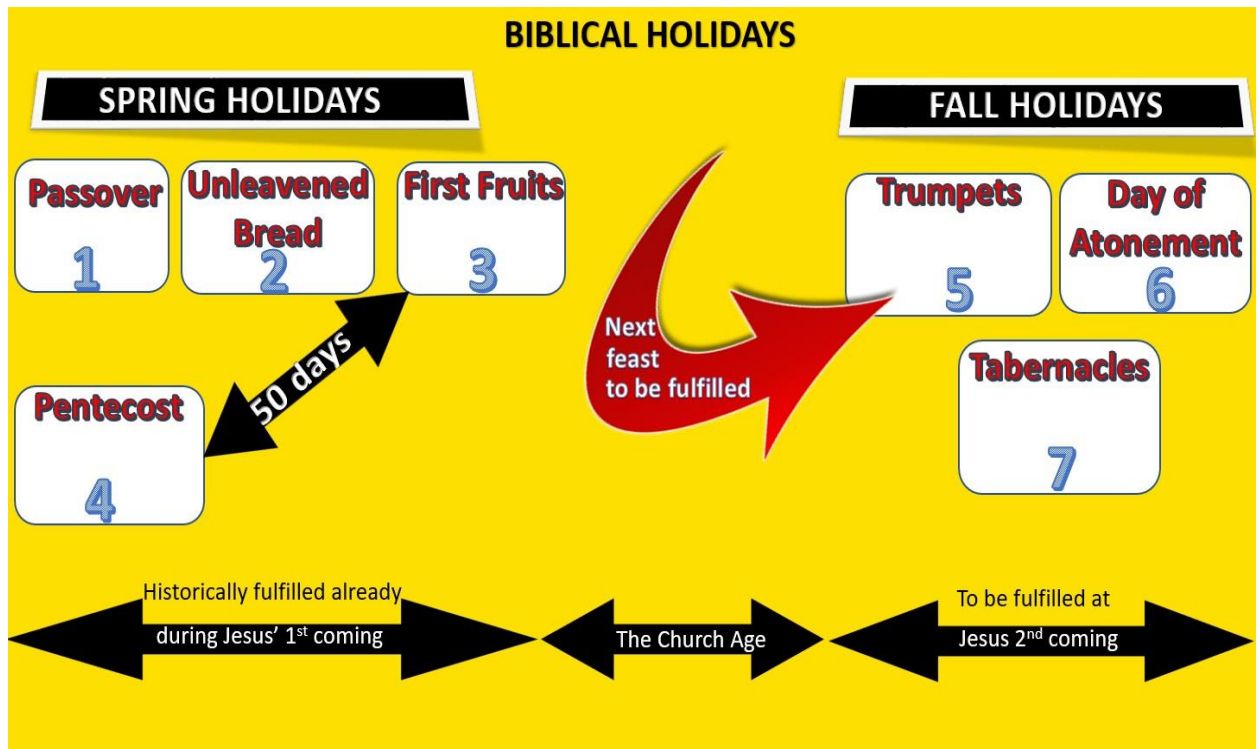 BIBLICAL HOLIDAYS
SPRING HOLIDAYS
FALL HOLIDAYS
Passover
1
Unleavened
Bread
2
First Fruits
3
50 days
Pentecost
4
Next
feast
to be fulfilled
Trumpets
5
Day of
Atonement
6
Tabernacles
7
Historically fulfilled already
during Jesus' 1st coming
The Church Age
To be fulfilled at
Jesus 2nd coming